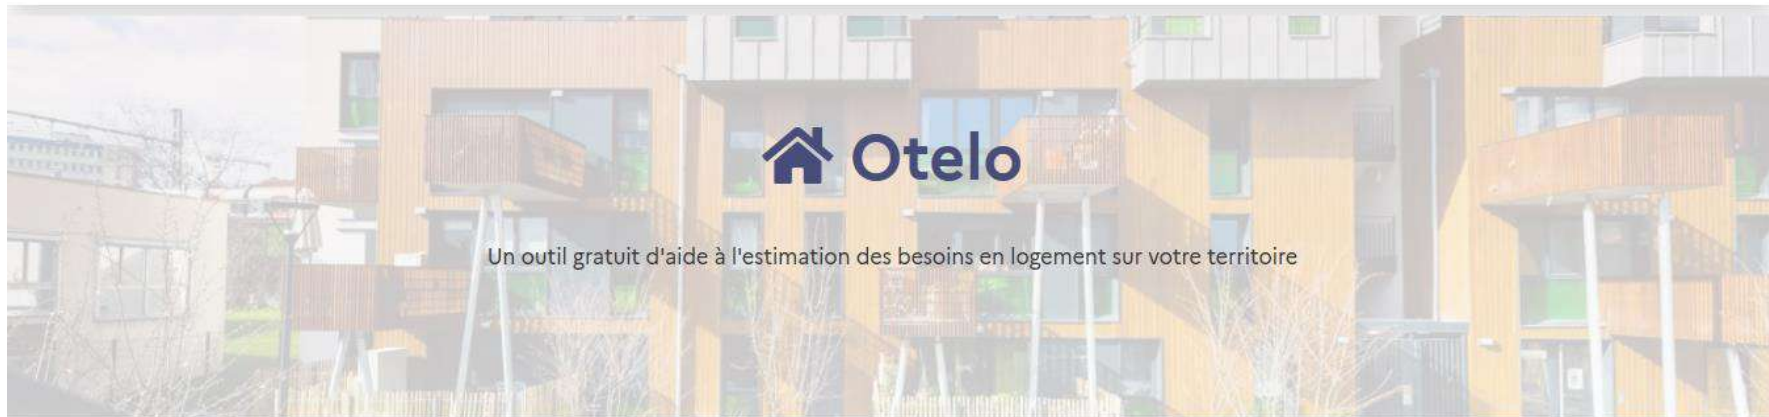 Otelo
Un outil gratuit d'aide à l'estimation des besoins en logement sur votre territoire